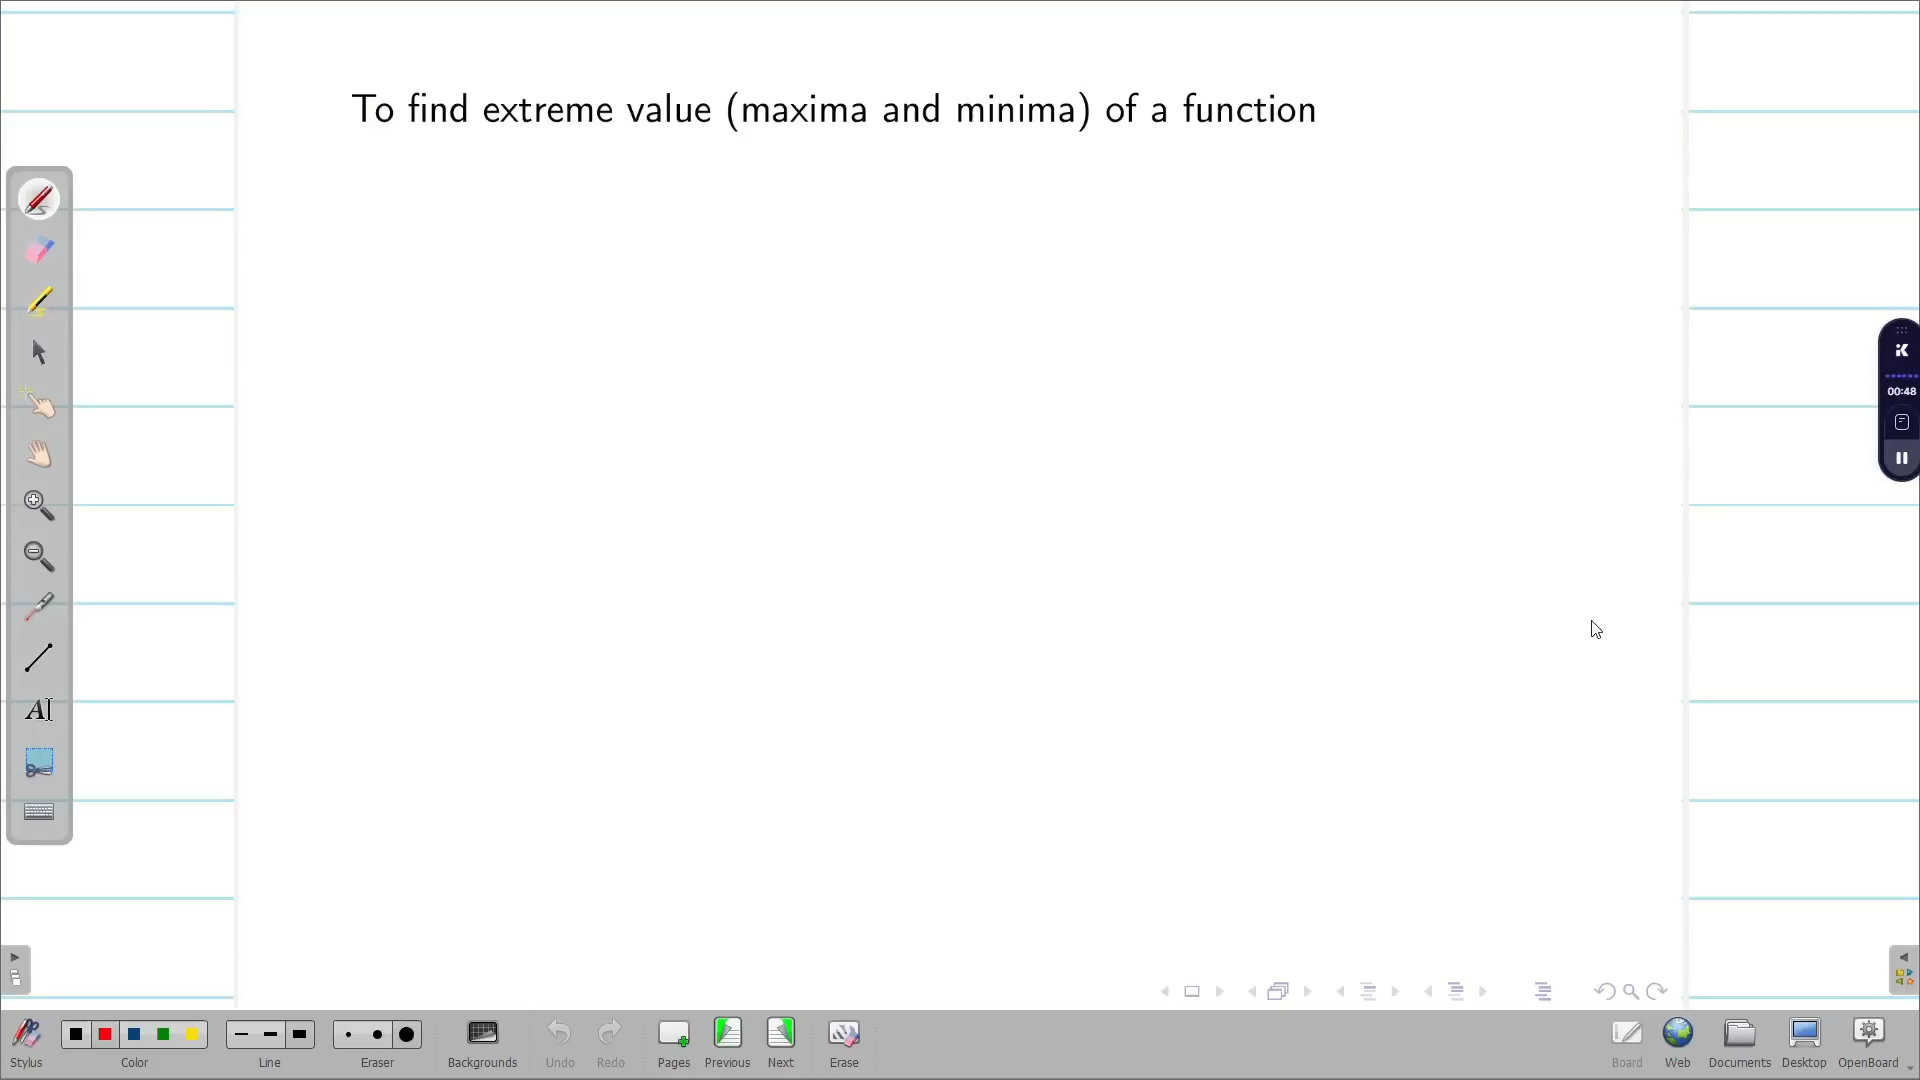 To find extreme value (maxima and minima) of a function
00:48
Stylus
Color
Line
Eraser
Backgrounds
Undo
Redo
Pages
Previous
Next
Erase
Board
Web
Documents
Desktop
OpenBoard